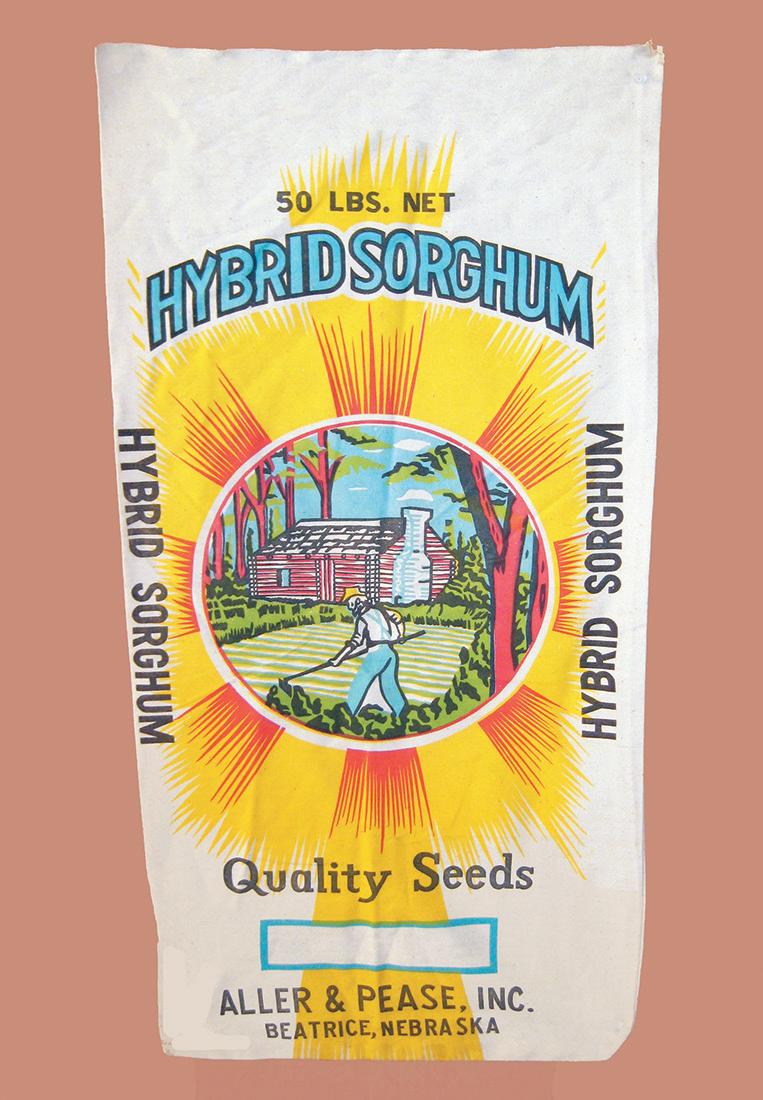 50 LBS. NET
HYBRID SORGHUM
HYBRID SORGHUM
HYBRID SORGHUM
Quality Seeds
ALLER & PEASE, INC.
BEATRICE, NEBRASKA